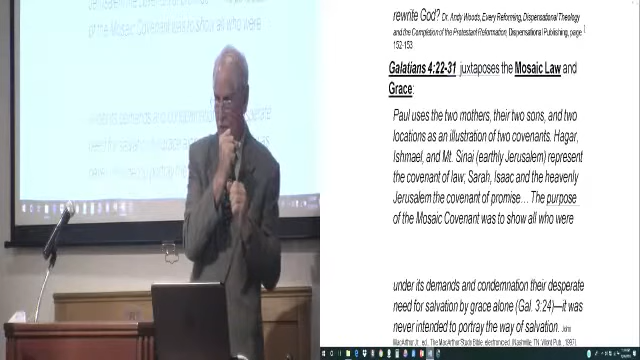 rewrite God? Dr. Andy Woods, Every Reforming, Dispensational Theology
and the Completion of the Protestant Reformation, Dispensational Publishing, page
152-153
Galatians 4:22-31 juxtaposes the Mosaic Law and
Grace:
Paul uses the two mothers, their two sons, and two
locations as an illustration of two covenants. Hagar,
Ishmael, and Mt. Sinai (earthly Jerusalem) represent
the covenant of law; Sarah, Isaac and the heavenly
Jerusalem the covenant of promise… The purpose
of the Mosaic Covenant was to show all who were
under its demands and condemnation their desperate
need for salvation by grace alone (Gal. 3:24)—it was
never intended to portray the way of salvation. John
MacArthur Jr., ed., The MacArthur Study Bible, electronic ed. (Nashville, TN: Word Pub., 1997).
of the Mosaic Covenant was to show all who were